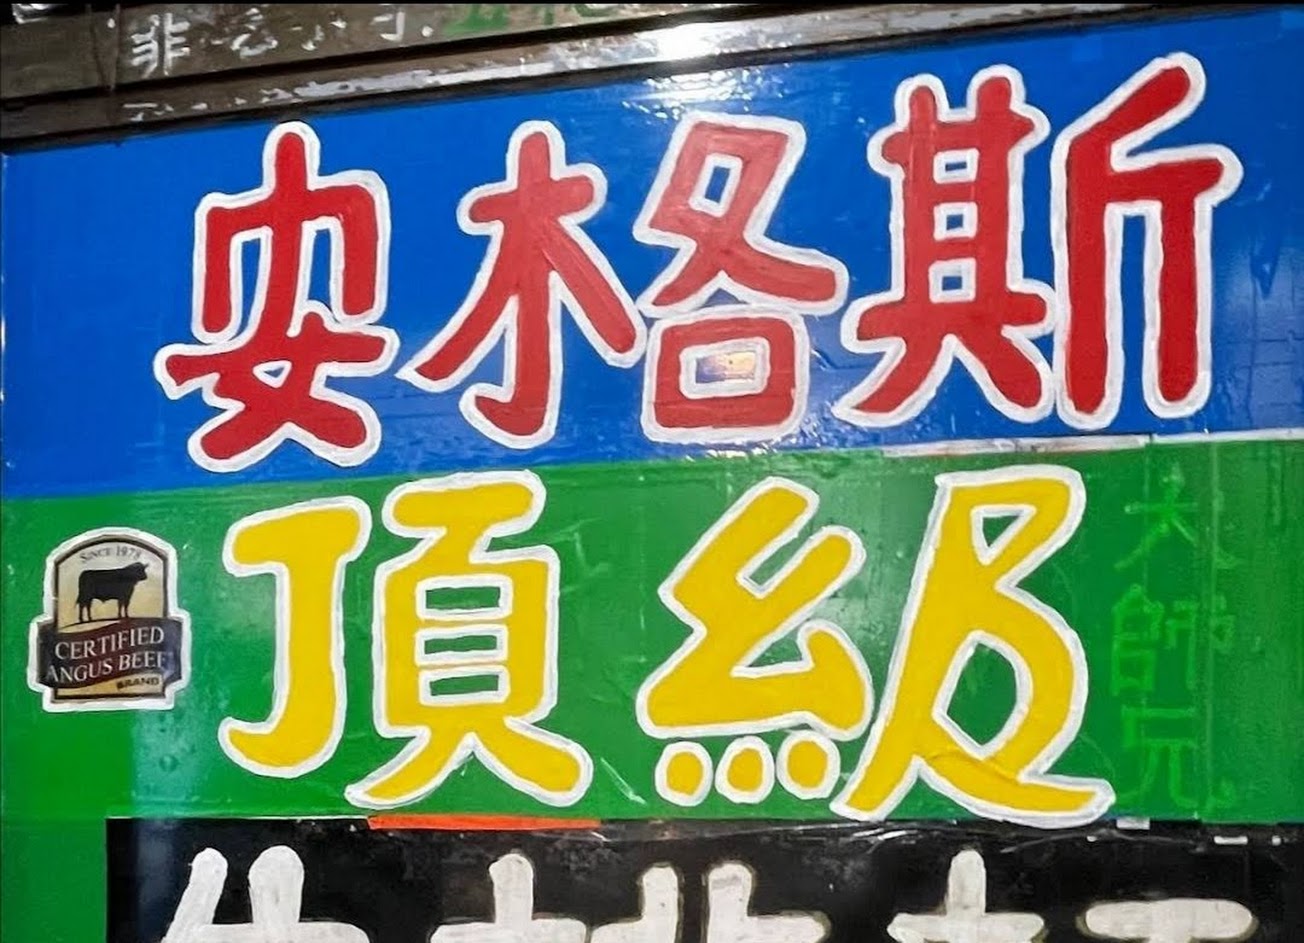 安格斯
頂級
SINCE 1978
CERTIFIED
ANGUS BEEF
BRAND